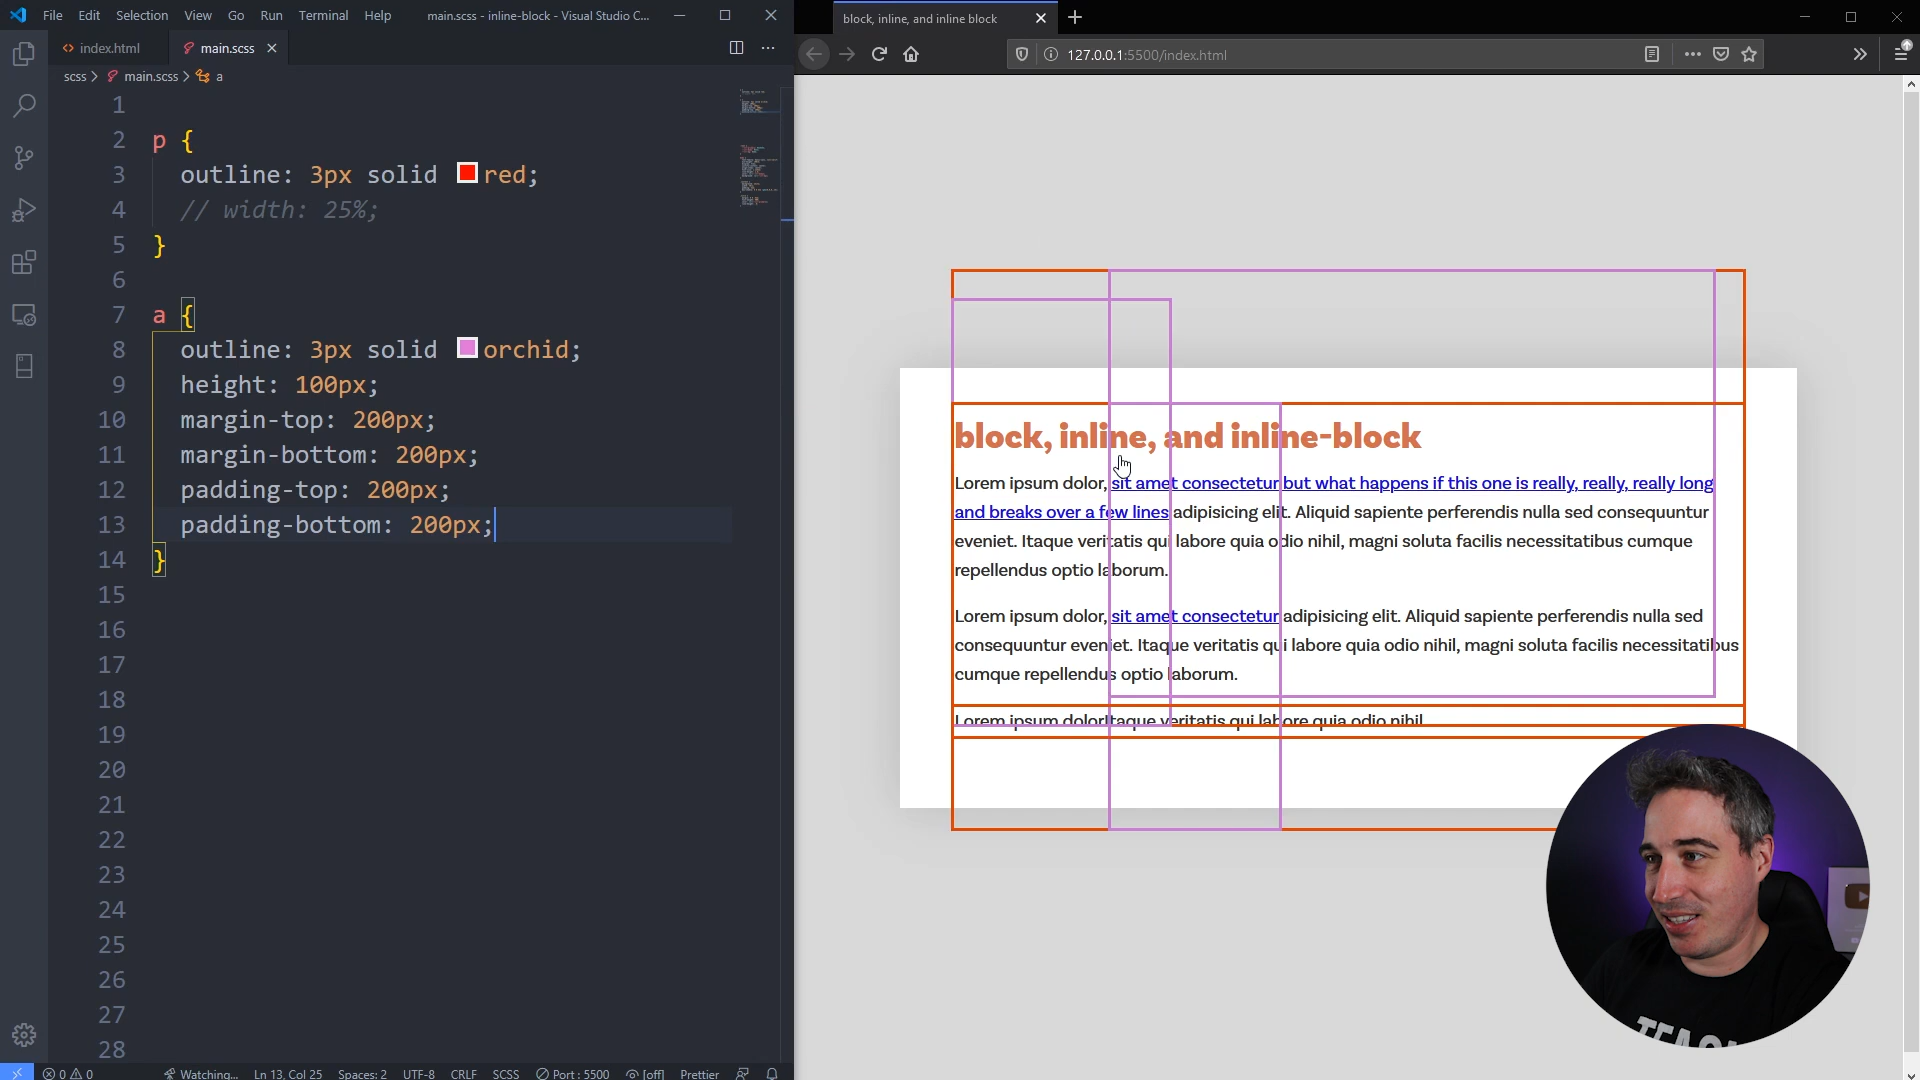 File Edit Selection View Go Run Terminal Help main.scss - inline-block - Visual Studio C...
index.html main.scss
scss > main.scss > a
1
2 p {
3 outline: 3px solid red;
4 // width: 25%;
5 }
6
7 a {
8 outline: 3px solid orchid;
9 height: 100px;
10 margin-top: 200px;
11 margin-bottom: 200px;
12 padding-top: 200px;
13 padding-bottom: 200px;
14 }
15
16
17
18
19
20
21
22
23
24
25
26
27
28
0 0 Watching... Ln 13, Col 25 Spaces: 2 UTF-8 CRLF SCSS Port : 5500 [off] Prettier
block, inline, and inline block
127.0.0.1:5500/index.html
block, inline, and inline-block
Lorem ipsum dolor, sit amet consectetur but what happens if this one is really, really, really long
and breaks over a few lines adipisicing elit. Aliquid sapiente perferendis nulla sed consequuntur
eveniet. Itaque veritatis qui labore quia odio nihil, magni soluta facilis necessitatibus cumque
repellendus optio laborum.
Lorem ipsum dolor, sit amet consectetur adipisicing elit. Aliquid sapiente perferendis nulla sed
consequuntur eveniet. Itaque veritatis qui labore quia odio nihil, magni soluta facilis necessitatibus
cumque repellendus optio laborum.
Lorem ipsum dolorItaque veritatis qui labore quia odio nihil